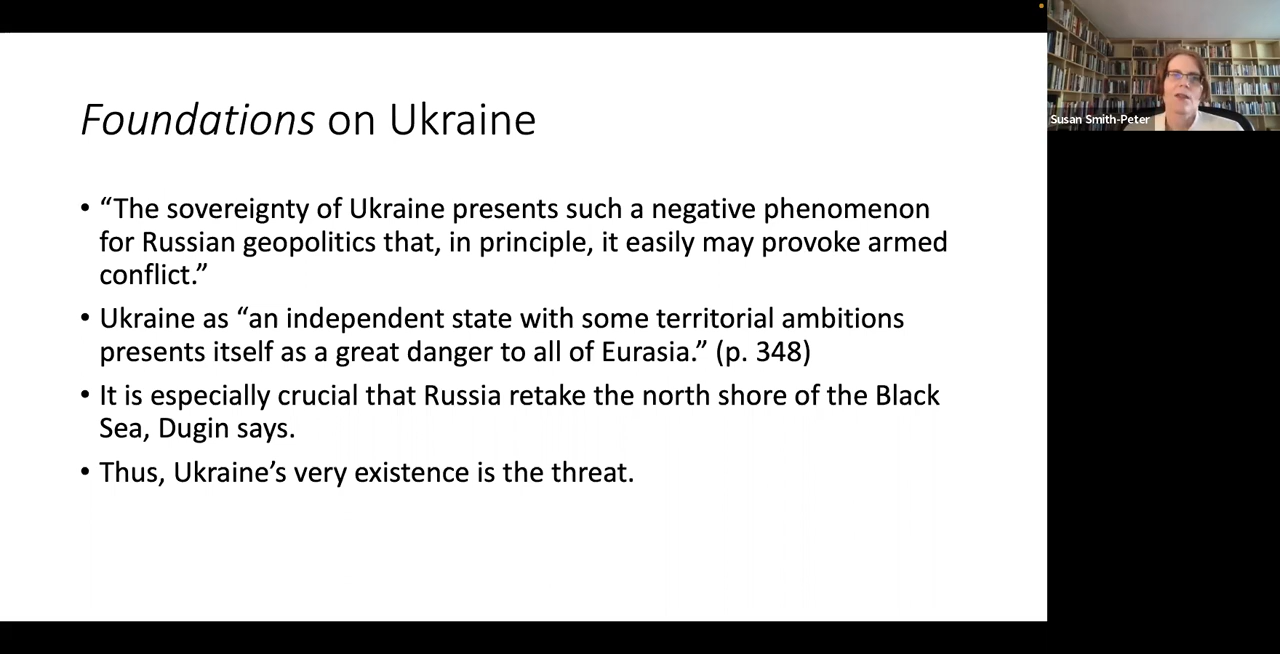 Foundations on Ukraine
• “The sovereignty of Ukraine presents such a negative phenomenon
for Russian geopolitics that, in principle, it easily may provoke armed
conflict.”
• Ukraine as “an independent state with some territorial ambitions
presents itself as a great danger to all of Eurasia.” (p. 348)
• It is especially crucial that Russia retake the north shore of the Black
Sea, Dugin says.
• Thus, Ukraine’s very existence is the threat.
Susan Smith-Peter